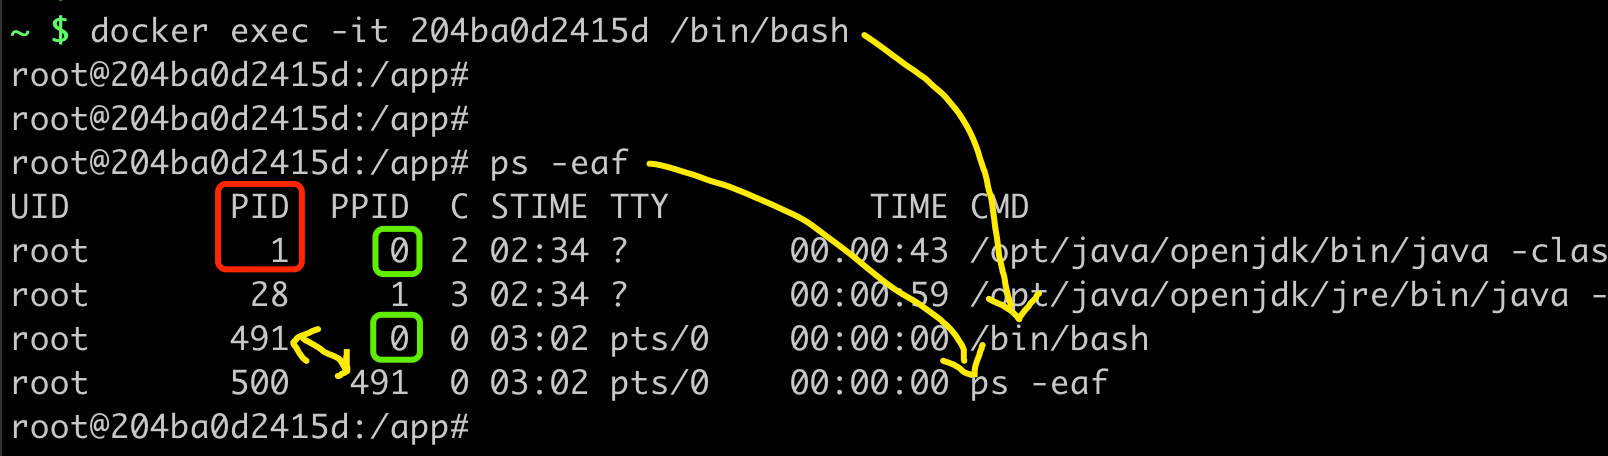 ~ $ docker exec -it 204ba0d2415d /bin/bash
root@204ba0d2415d:/app#
root@204ba0d2415d:/app#
root@204ba0d2415d:/app# ps -eaf
UID PID PPID C STIME TTY TIME CMD
root 1 0 2 02:34 ? 00:00:43 /opt/java/openjdk/bin/java -clas
root 28 1 3 02:34 ? 00:00:59 /opt/java/openjdk/jre/bin/java -
root 491 0 0 03:02 pts/0 00:00:00 /bin/bash
root 500 491 0 03:02 pts/0 00:00:00 ps -eaf
root@204ba0d2415d:/app#